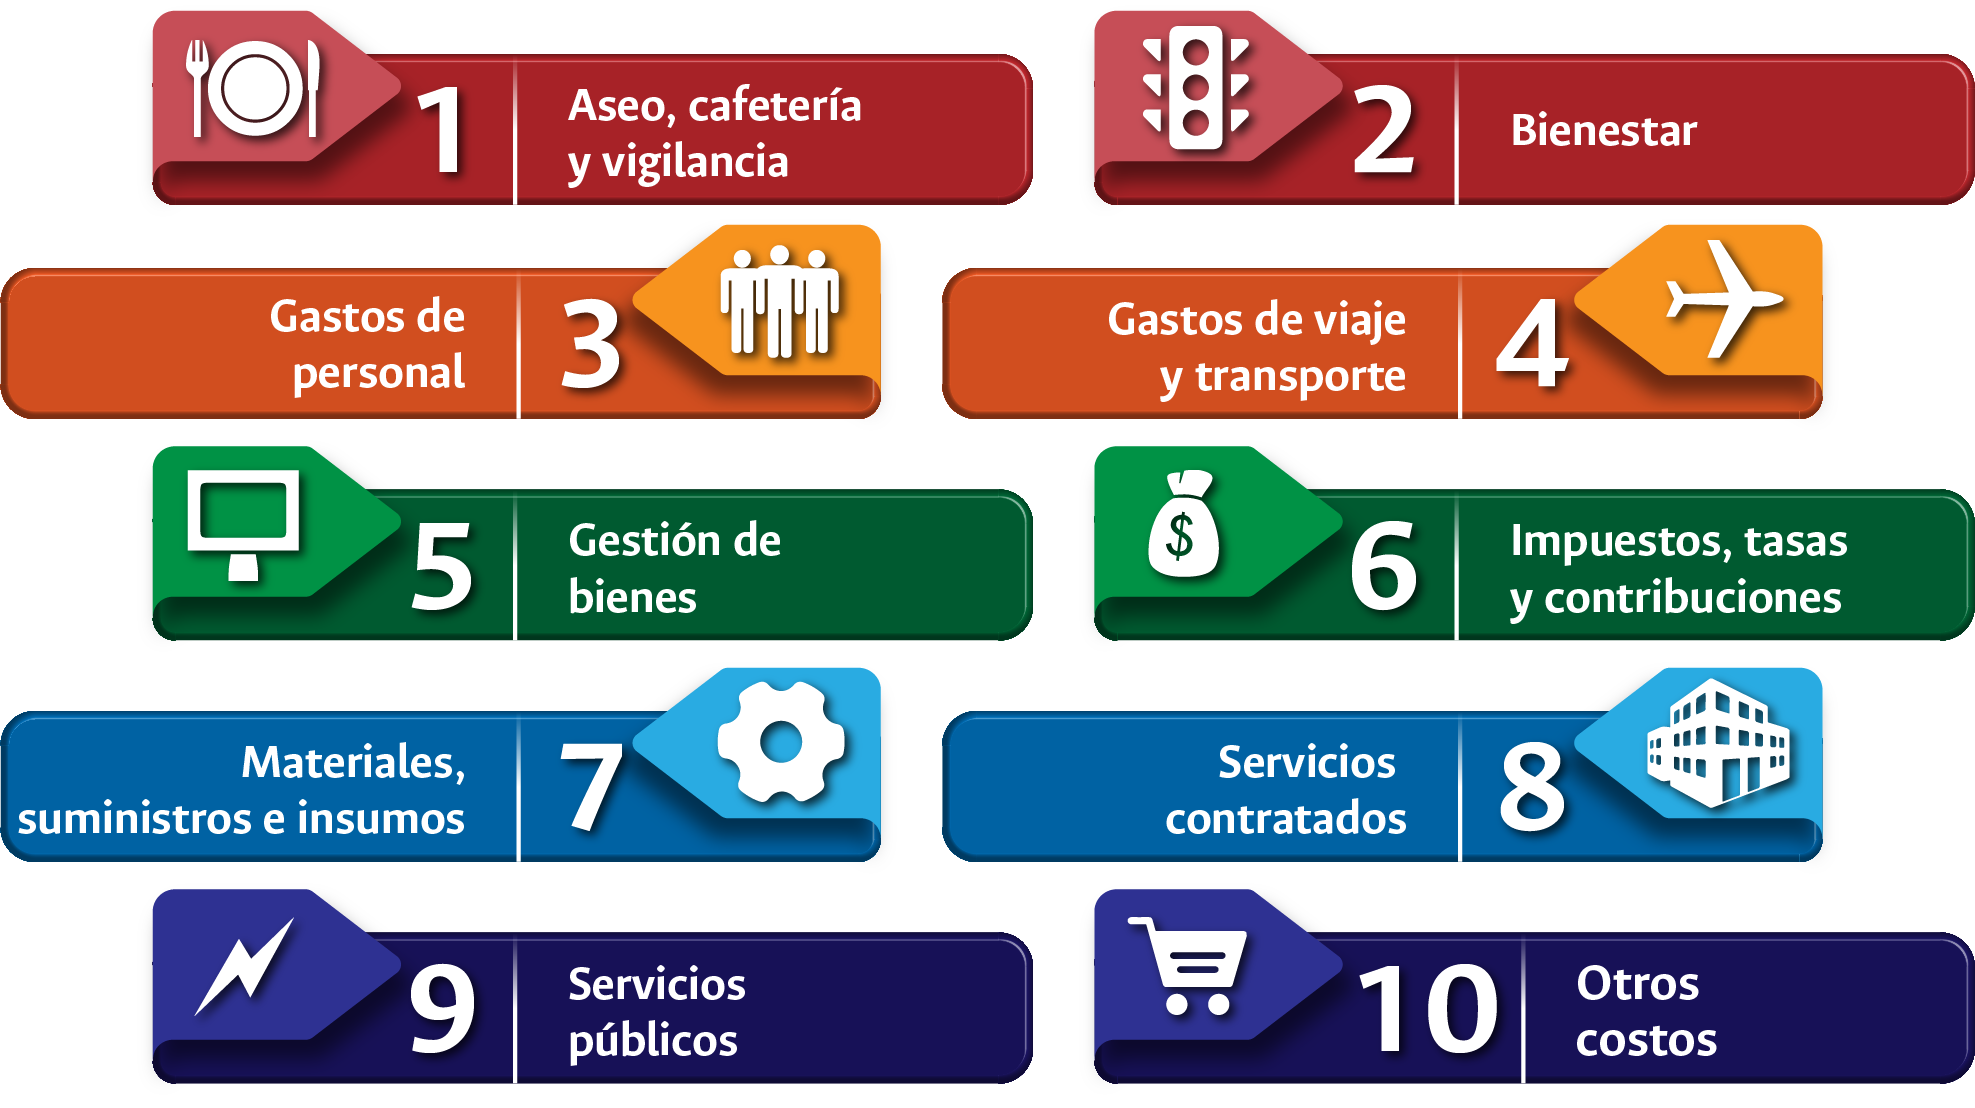 1
Aseo, cafetería
y vigilancia
2
Bienestar
Gastos de
personal
3
Gastos de viaje
y transporte
4
5
Gestión de
bienes
$
6
Impuestos, tasas
y contribuciones
Materiales,
suministros e insumos
7
Servicios
contratados
8
9
Servicios
públicos
10
Otros
costos